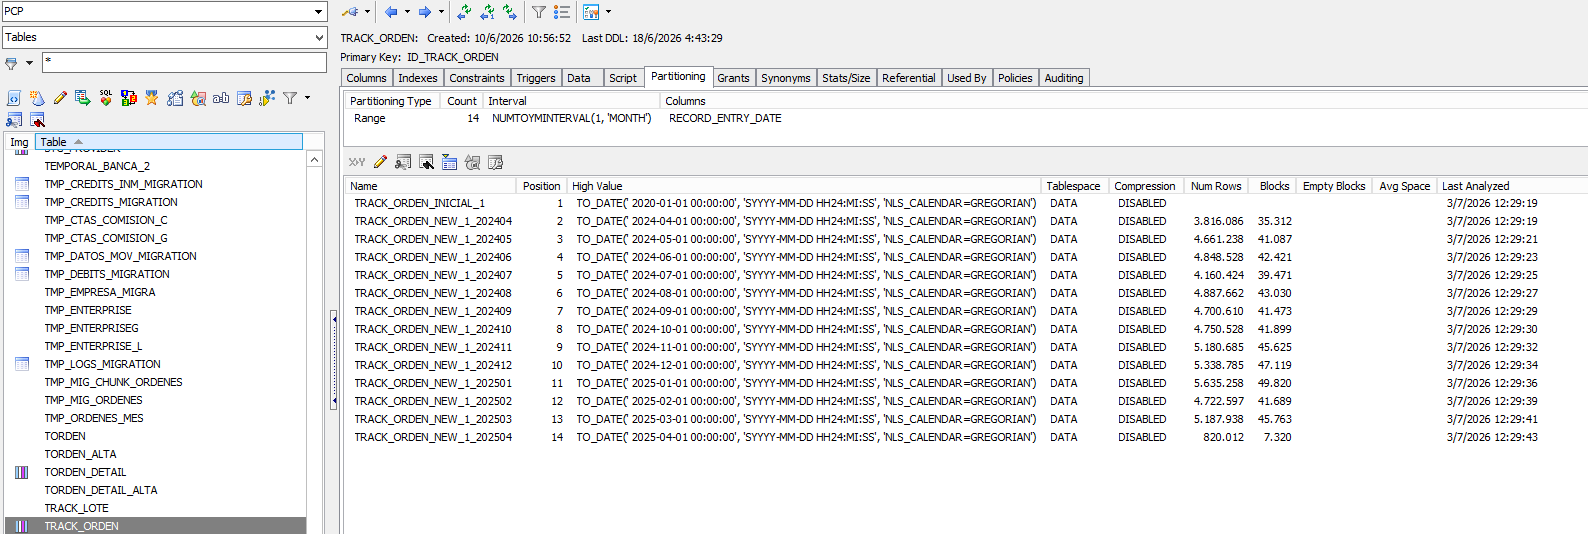 PCP
Tables
*
Img Table
STG_PROVIDER
TEMPORAL_BANCA_2
TMP_CREDITS_INM_MIGRATION
TMP_CREDITS_MIGRATION
TMP_CTAS_COMISION_C
TMP_CTAS_COMISION_G
TMP_DATOS_MOV_MIGRATION
TMP_DEBITS_MIGRATION
TMP_EMPRESA_MIGRA
TMP_ENTERPRISE
TMP_ENTERPRISEG
TMP_ENTERPRISE_L
TMP_LOGS_MIGRATION
TMP_MIG_CHUNK_ORDENES
TMP_MIG_ORDENES
TMP_ORDENES_MES
TORDEN
TORDEN_ALTA
TORDEN_DETAIL
TORDEN_DETAIL_ALTA
TRACK_LOTE
TRACK_ORDEN
TRACK_ORDEN: Created: 10/6/2026 10:56:52 Last DDL: 18/6/2026 4:43:29
Primary Key: ID_TRACK_ORDEN
Columns Indexes Constraints Triggers Data Script Partitioning Grants Synonyms Stats/Size Referential Used By Policies Auditing
Partitioning Type Count Interval Columns
Range 14 NUMTOYMINTERVAL(1, 'MONTH') RECORD_ENTRY_DATE
Name Position High Value Tablespace Compression Num Rows Blocks Empty Blocks Avg Space Last Analyzed
TRACK_ORDEN_INICIAL_1 1 TO_DATE(' 2020-01-01 00:00:00', 'SYYYY-MM-DD HH24:MI:SS', 'NLS_CALENDAR=GREGORIAN') DATA DISABLED 3/7/2026 12:29:19
TRACK_ORDEN_NEW_1_202404 2 TO_DATE(' 2024-04-01 00:00:00', 'SYYYY-MM-DD HH24:MI:SS', 'NLS_CALENDAR=GREGORIAN') DATA DISABLED 3.816.086 35.312 3/7/2026 12:29:19
TRACK_ORDEN_NEW_1_202405 3 TO_DATE(' 2024-05-01 00:00:00', 'SYYYY-MM-DD HH24:MI:SS', 'NLS_CALENDAR=GREGORIAN') DATA DISABLED 4.661.238 41.087 3/7/2026 12:29:21
TRACK_ORDEN_NEW_1_202406 4 TO_DATE(' 2024-06-01 00:00:00', 'SYYYY-MM-DD HH24:MI:SS', 'NLS_CALENDAR=GREGORIAN') DATA DISABLED 4.848.528 42.421 3/7/2026 12:29:23
TRACK_ORDEN_NEW_1_202407 5 TO_DATE(' 2024-07-01 00:00:00', 'SYYYY-MM-DD HH24:MI:SS', 'NLS_CALENDAR=GREGORIAN') DATA DISABLED 4.160.424 39.471 3/7/2026 12:29:25
TRACK_ORDEN_NEW_1_202408 6 TO_DATE(' 2024-08-01 00:00:00', 'SYYYY-MM-DD HH24:MI:SS', 'NLS_CALENDAR=GREGORIAN') DATA DISABLED 4.887.662 43.030 3/7/2026 12:29:27
TRACK_ORDEN_NEW_1_202409 7 TO_DATE(' 2024-09-01 00:00:00', 'SYYYY-MM-DD HH24:MI:SS', 'NLS_CALENDAR=GREGORIAN') DATA DISABLED 4.700.610 41.473 3/7/2026 12:29:29
TRACK_ORDEN_NEW_1_202410 8 TO_DATE(' 2024-10-01 00:00:00', 'SYYYY-MM-DD HH24:MI:SS', 'NLS_CALENDAR=GREGORIAN') DATA DISABLED 4.750.528 41.899 3/7/2026 12:29:30
TRACK_ORDEN_NEW_1_202411 9 TO_DATE(' 2024-11-01 00:00:00', 'SYYYY-MM-DD HH24:MI:SS', 'NLS_CALENDAR=GREGORIAN') DATA DISABLED 5.180.685 45.625 3/7/2026 12:29:32
TRACK_ORDEN_NEW_1_202412 10 TO_DATE(' 2024-12-01 00:00:00', 'SYYYY-MM-DD HH24:MI:SS', 'NLS_CALENDAR=GREGORIAN') DATA DISABLED 5.338.785 47.119 3/7/2026 12:29:34
TRACK_ORDEN_NEW_1_202501 11 TO_DATE(' 2025-01-01 00:00:00', 'SYYYY-MM-DD HH24:MI:SS', 'NLS_CALENDAR=GREGORIAN') DATA DISABLED 5.635.258 49.820 3/7/2026 12:29:36
TRACK_ORDEN_NEW_1_202502 12 TO_DATE(' 2025-02-01 00:00:00', 'SYYYY-MM-DD HH24:MI:SS', 'NLS_CALENDAR=GREGORIAN') DATA DISABLED 4.722.597 41.689 3/7/2026 12:29:39
TRACK_ORDEN_NEW_1_202503 13 TO_DATE(' 2025-03-01 00:00:00', 'SYYYY-MM-DD HH24:MI:SS', 'NLS_CALENDAR=GREGORIAN') DATA DISABLED 5.187.938 45.763 3/7/2026 12:29:41
TRACK_ORDEN_NEW_1_202504 14 TO_DATE(' 2025-04-01 00:00:00', 'SYYYY-MM-DD HH24:MI:SS', 'NLS_CALENDAR=GREGORIAN') DATA DISABLED 820.012 7.320 3/7/2026 12:29:43